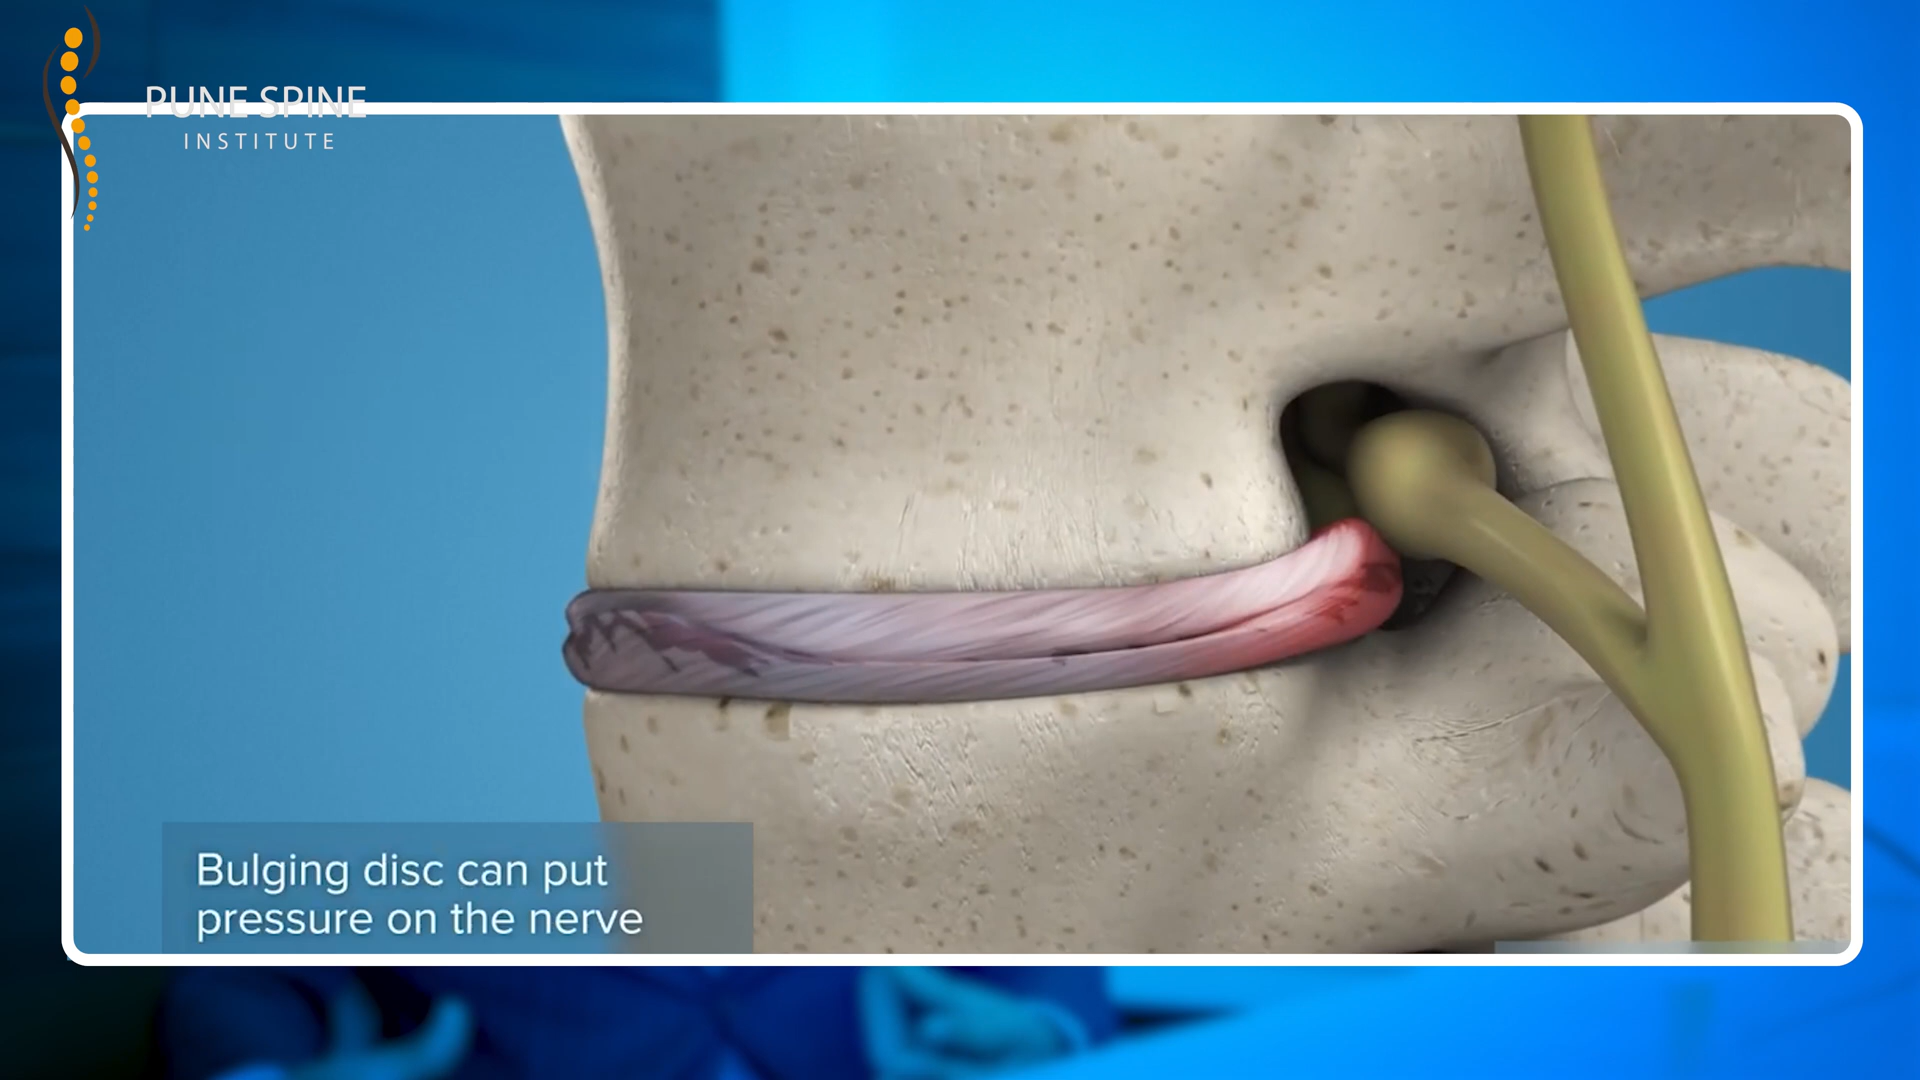 PUNE SPINE
INSTITUTE
Bulging disc can put
pressure on the nerve